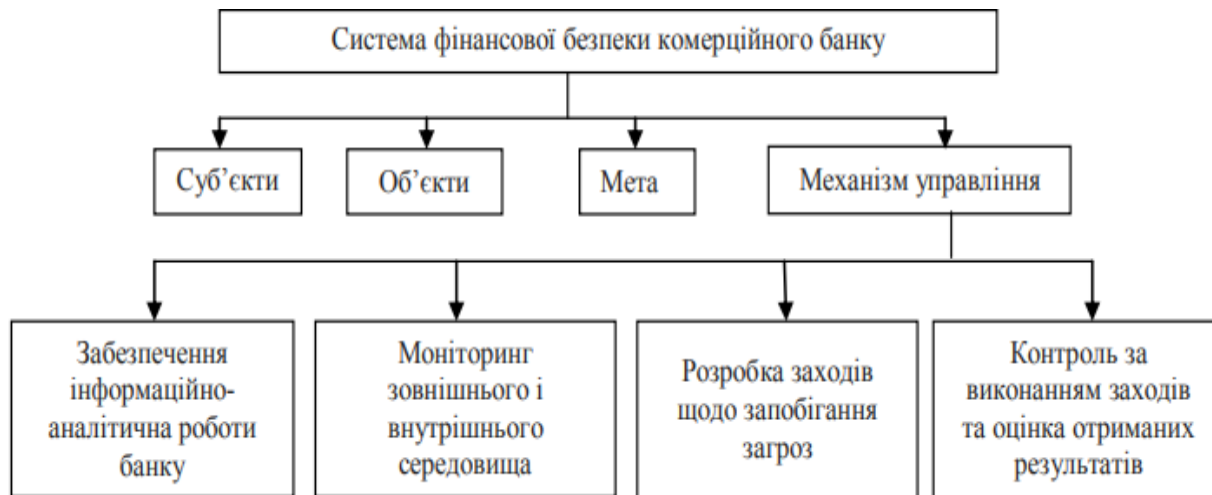 Система фінансової безпеки комерційного банку
Суб’єкти
Об’єкти
Мета
Механізм управління
Забезпечення
інформаційно-
аналітична роботи
банку
Моніторинг
зовнішнього і
внутрішнього
середовища
Розробка заходів
щодо запобігання
загроз
Контроль за
виконанням заходів
та оцінка отриманих
результатів